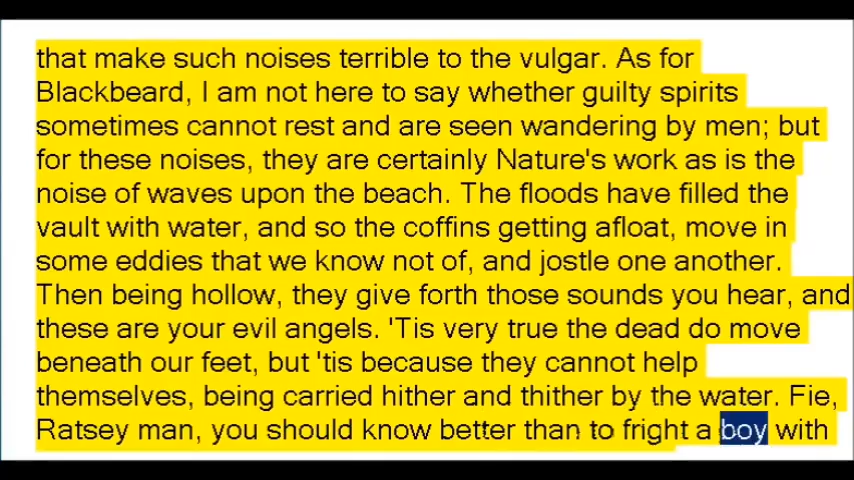 that make such noises terrible to the vulgar. As for
Blackbeard, I am not here to say whether guilty spirits
sometimes cannot rest and are seen wandering by men; but
for these noises, they are certainly Nature's work as is the
noise of waves upon the beach. The floods have filled the
vault with water, and so the coffins getting afloat, move in
some eddies that we know not of, and jostle one another.
Then being hollow, they give forth those sounds you hear, and
these are your evil angels. 'Tis very true the dead do move
beneath our feet, but 'tis because they cannot help
themselves, being carried hither and thither by the water. Fie,
Ratsey man, you should know better than to fright a boy with